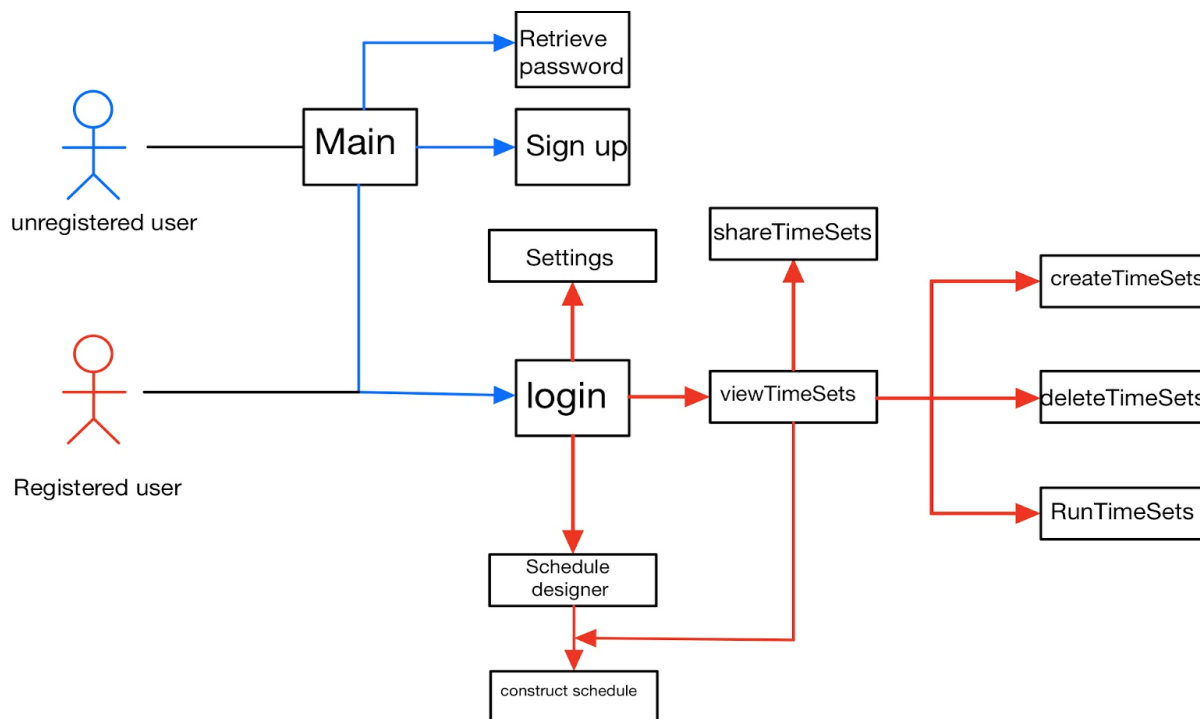 Retrieve
password
Main
Sign up
unregistered user
shareTimeSets
Settings
createTimeSets
login
viewTimeSets
deleteTimeSets
Registered user
RunTimeSets
Schedule
designer
construct schedule